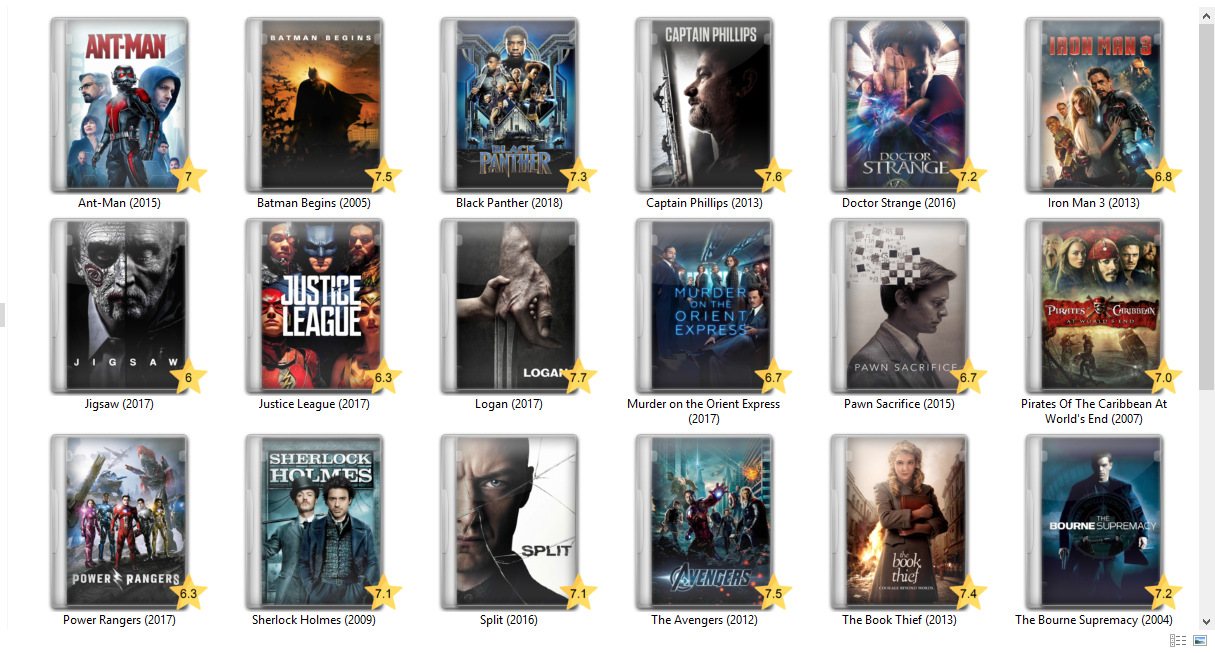 ANT-MAN
BATMAN BEGINS
BLACK
PANTHER
CAPTAIN PHILLIPS
DOCTOR
STRANGE
IRON MAN 3
7
7.5
7.3
7.6
7.2
6.8
Ant-Man (2015)
Batman Begins (2005)
Black Panther (2018)
Captain Phillips (2013)
Doctor Strange (2016)
Iron Man 3 (2013)
JIGSAW
JUSTICE
LEAGUE
LOGAN
MURDER
ON THE
ORIENT
EXPRESS
PAWN SACRIFICE
PIRATES CARIBBEAN
AT WORLD'S END
6
6.3
7.7
6.7
6.7
7.0
Jigsaw (2017)
Justice League (2017)
Logan (2017)
Murder on the Orient Express
(2017)
Pawn Sacrifice (2015)
Pirates Of The Caribbean At
World's End (2007)
POWER RANGERS
SHERLOCK
HOLMES
SPLIT
AVENGERS
the
book
thief
COURAGE BEYOND WORDS.
THE
BOURNE SUPREMACY
6.3
7.1
7.1
7.5
7.4
7.2
Power Rangers (2017)
Sherlock Holmes (2009)
Split (2016)
The Avengers (2012)
The Book Thief (2013)
The Bourne Supremacy (2004)